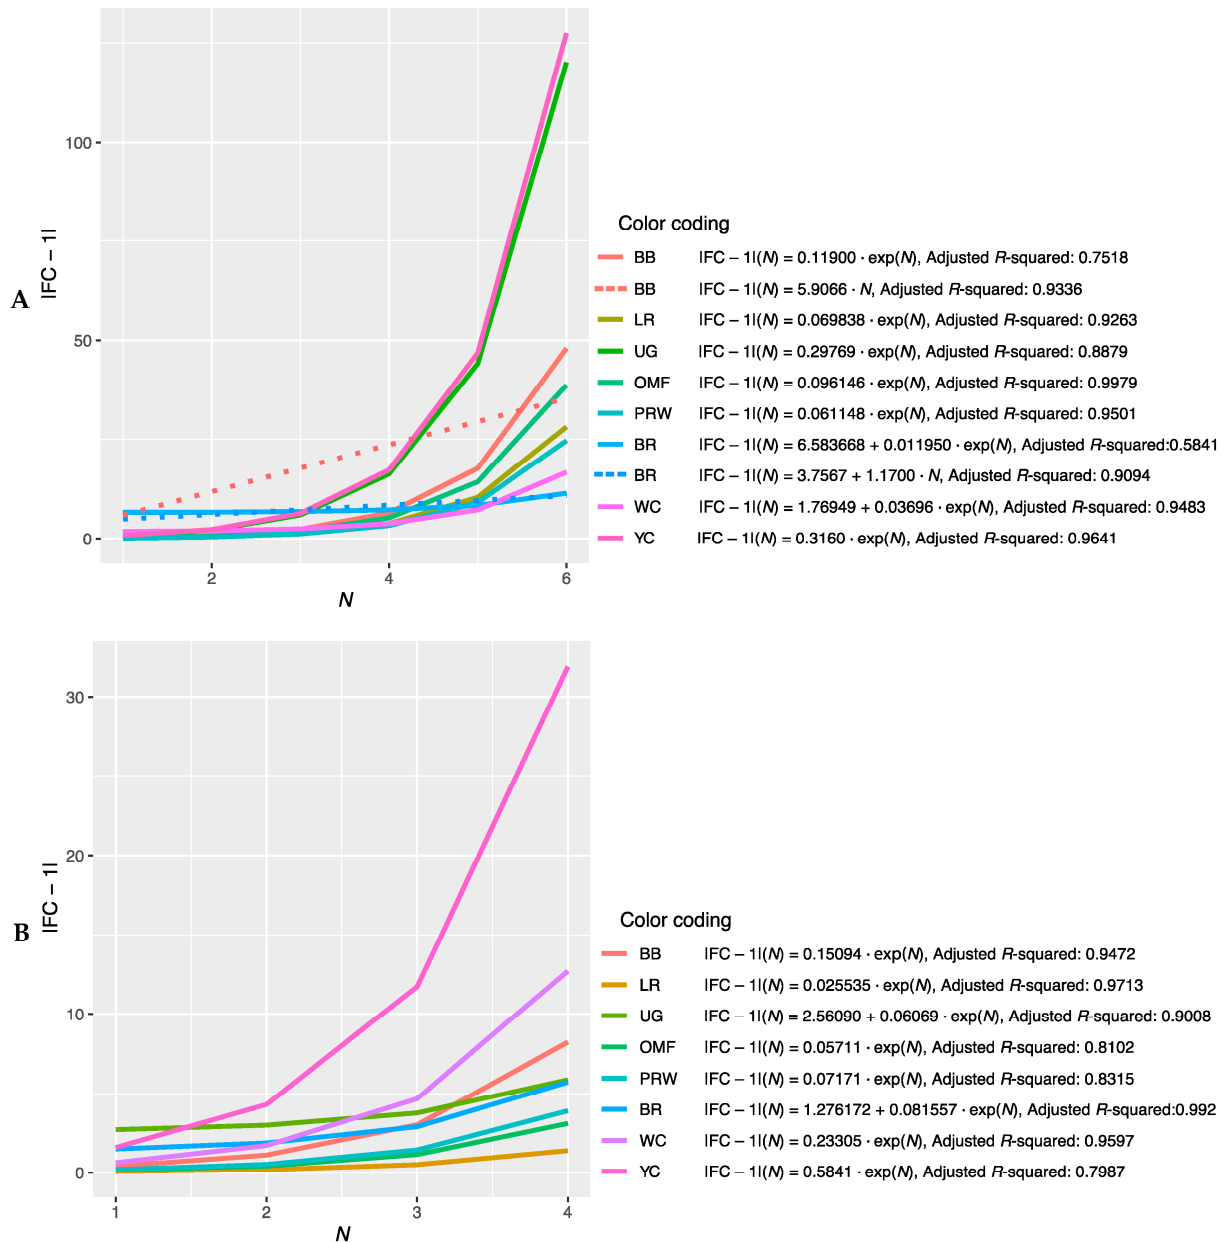 A
|FC − 1|
100
50
0
2
4
6
N
Color coding
BB |FC − 1|(N) = 0.11900 · exp(N), Adjusted R-squared: 0.7518
BB |FC − 1|(N) = 5.9066 · N, Adjusted R-squared: 0.9336
LR |FC − 1|(N) = 0.069838 · exp(N), Adjusted R-squared: 0.9263
UG |FC − 1|(N) = 0.29769 · exp(N), Adjusted R-squared: 0.8879
OMF |FC − 1|(N) = 0.096146 · exp(N), Adjusted R-squared: 0.9979
PRW |FC − 1|(N) = 0.061148 · exp(N), Adjusted R-squared: 0.9501
BR |FC − 1|(N) = 6.583668 + 0.011950 · exp(N), Adjusted R-squared:0.5841
BR |FC − 1|(N) = 3.7567 + 1.1700 · N, Adjusted R-squared: 0.9094
WC |FC − 1|(N) = 1.76949 + 0.03696 · exp(N), Adjusted R-squared: 0.9483
YC |FC − 1|(N) = 0.3160 · exp(N), Adjusted R-squared: 0.9641
B
|FC − 1|
30
20
10
0
1
2
3
4
N
Color coding
BB |FC − 1|(N) = 0.15094 · exp(N), Adjusted R-squared: 0.9472
LR |FC − 1|(N) = 0.025535 · exp(N), Adjusted R-squared: 0.9713
UG |FC − 1|(N) = 2.56090 + 0.06069 · exp(N), Adjusted R-squared: 0.9008
OMF |FC − 1|(N) = 0.05711 · exp(N), Adjusted R-squared: 0.8102
PRW |FC − 1|(N) = 0.07171 · exp(N), Adjusted R-squared: 0.8315
BR |FC − 1|(N) = 1.276172 + 0.081557 · exp(N), Adjusted R-squared:0.992
WC |FC − 1|(N) = 0.23305 · exp(N), Adjusted R-squared: 0.9597
YC |FC − 1|(N) = 0.5841 · exp(N), Adjusted R-squared: 0.7987